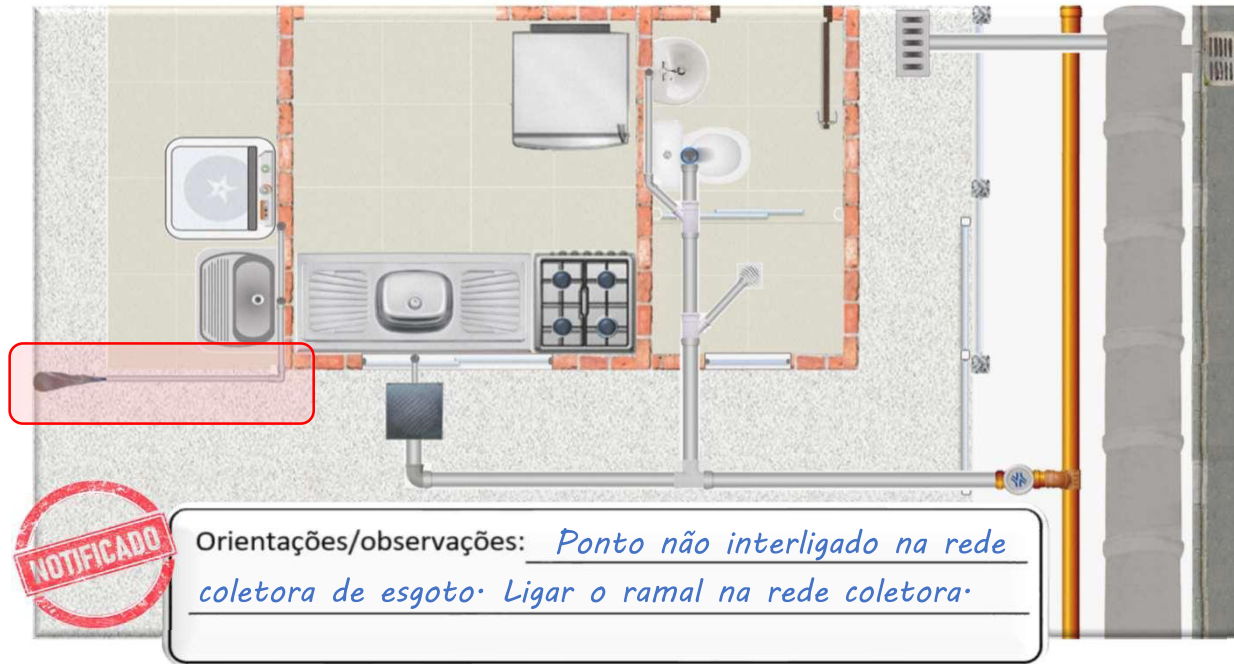 NOTIFICADO
Orientações/observações: Ponto não interligado na rede
coletora de esgoto. Ligar o ramal na rede coletora.